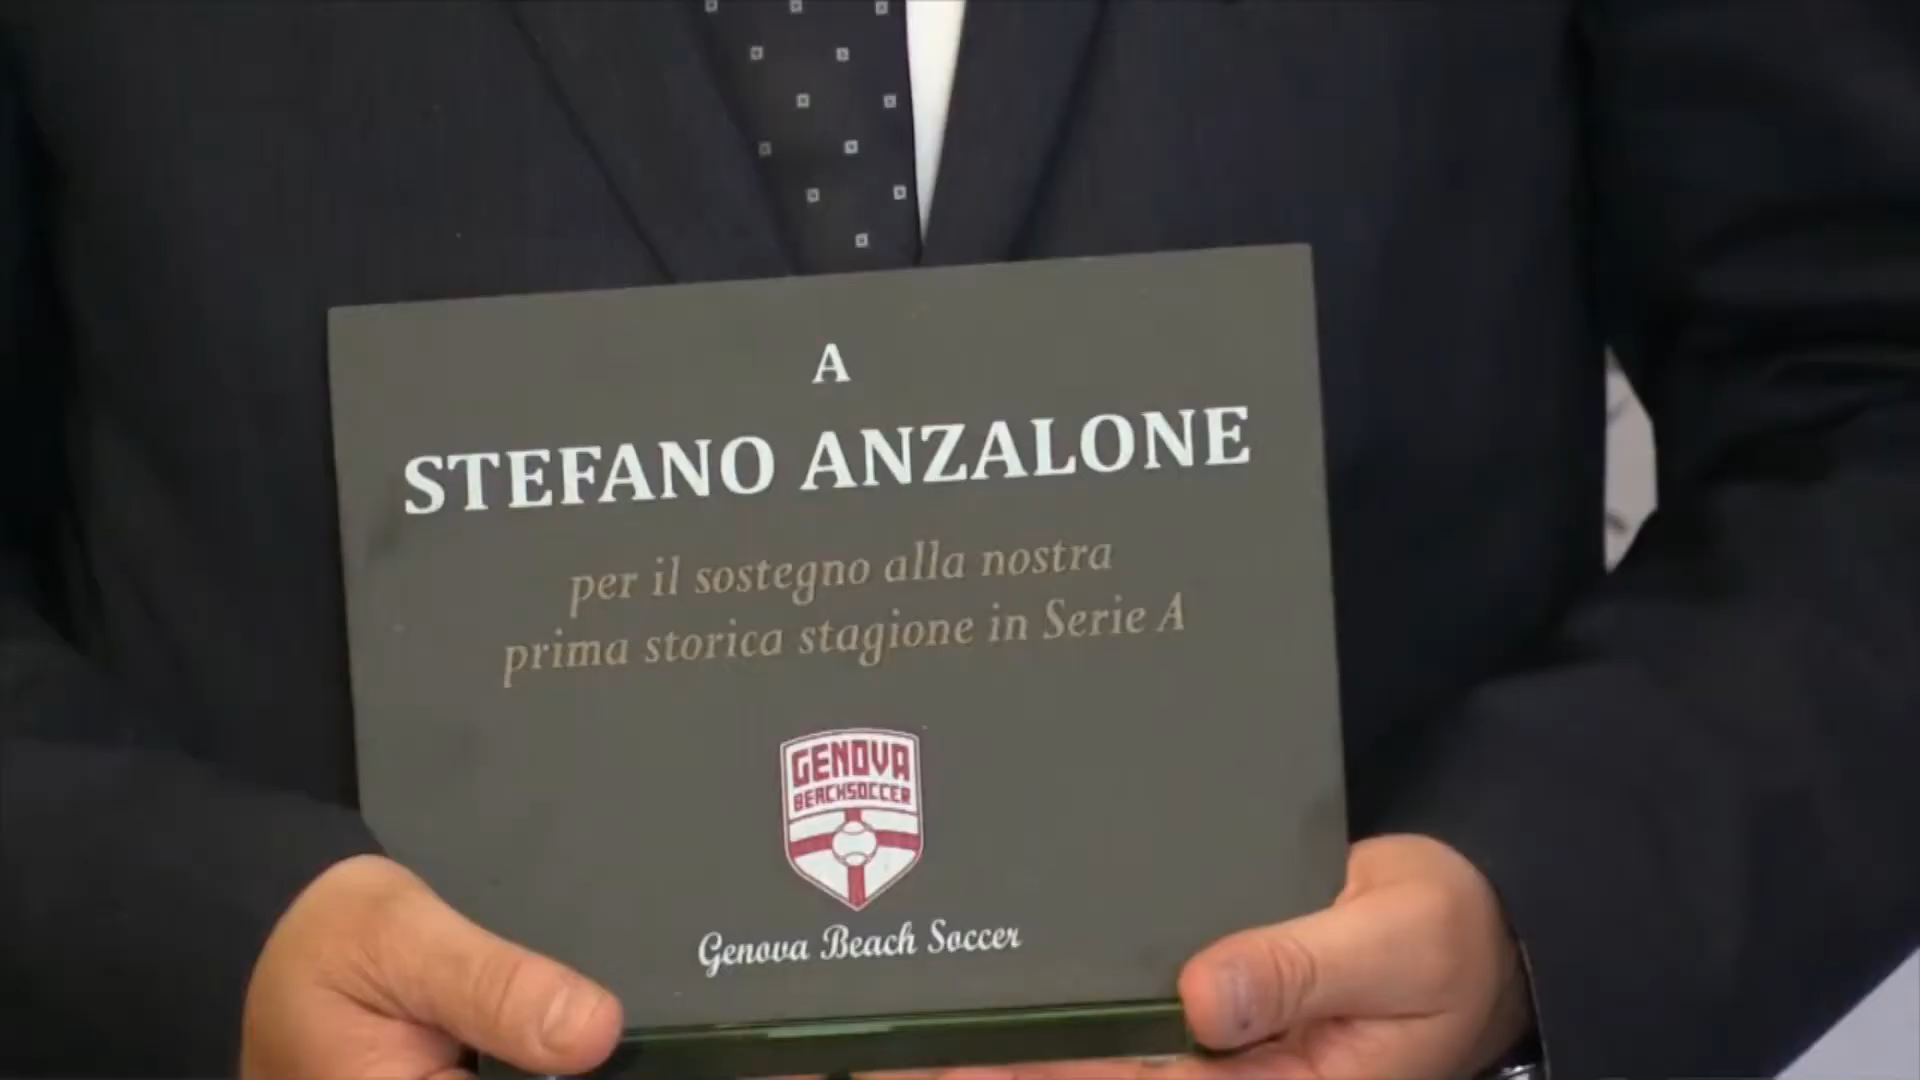 A
STEFANO ANZALONE
per il sostegno alla nostra
prima storica stagione in Serie A
GENOVA
BEACHSOCCER
Genova Beach Soccer